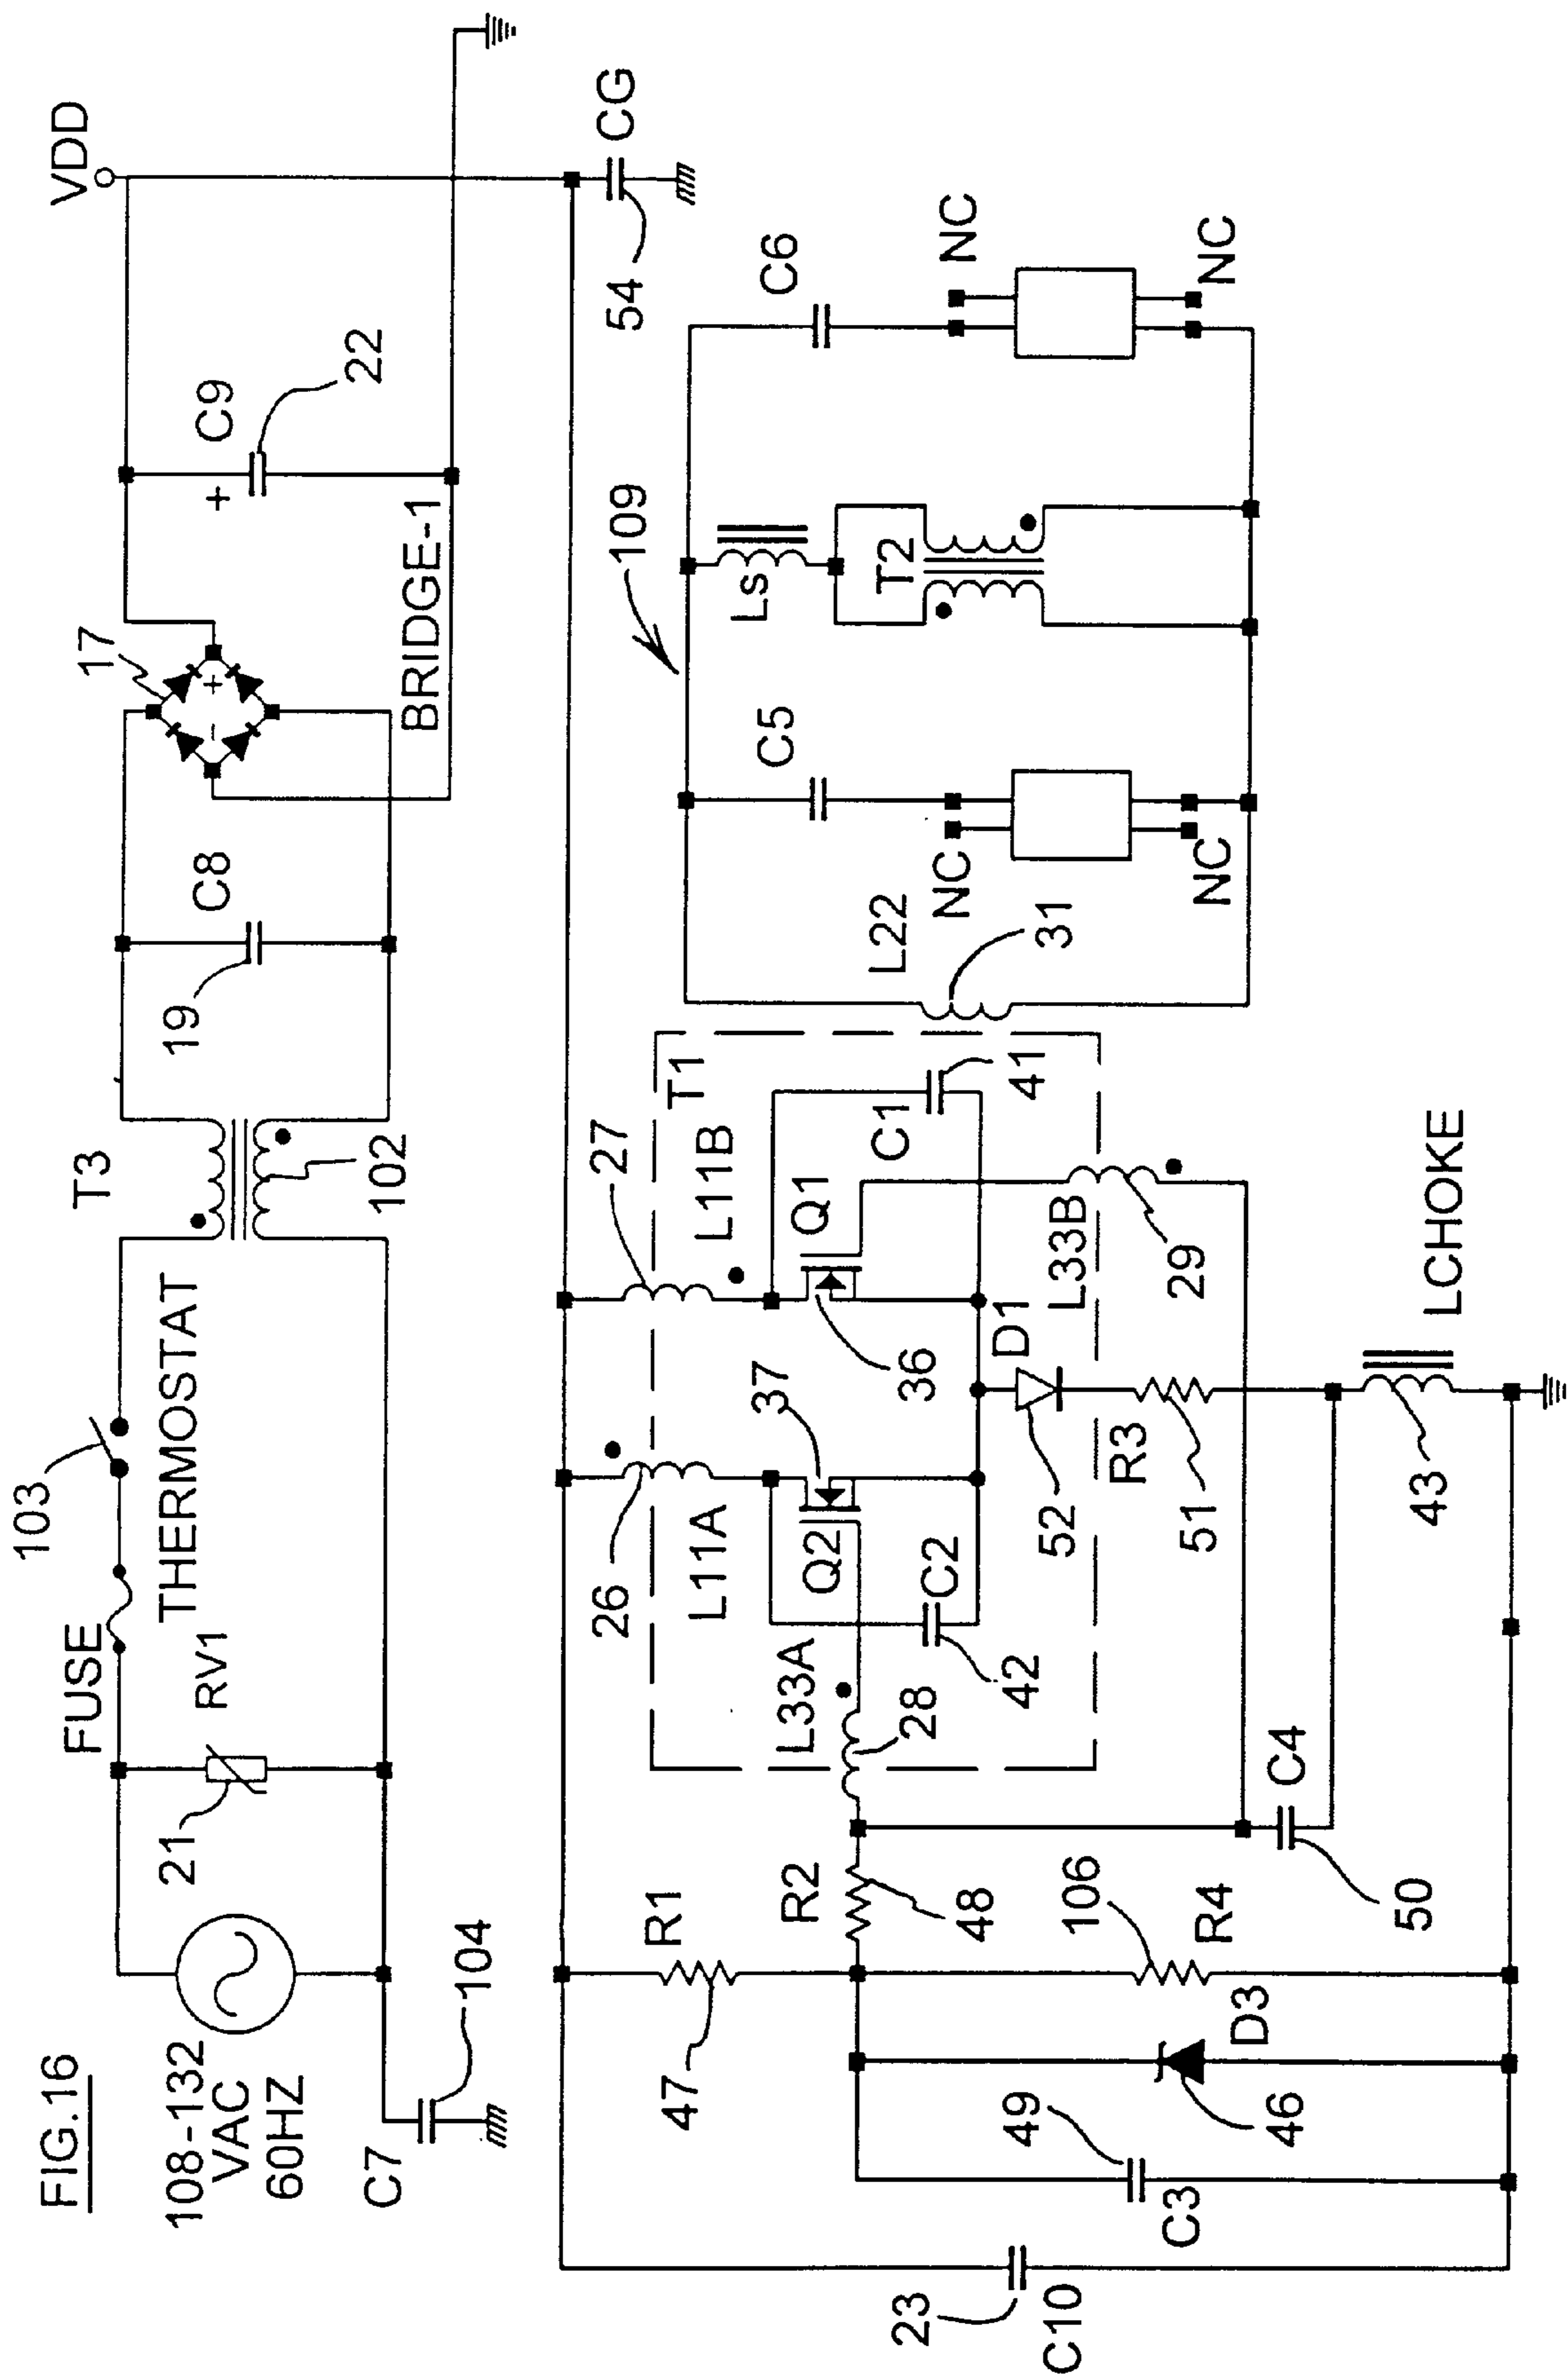 FIG.16
108-132
VAC
60HZ
C7
104
21
RV1
FUSE
103
THERMOSTAT
T3
102
19
C8
17
BRIDGE-1
C9
+
22
+
-
VDD
CG
54
23
C10
49
C3
46
D3
47
R1
R2
48
106
R4
50
C4
L33A
28
26
L11A
Q2
37
C2
42
52
D1
R3
51
43
LCHOKE
27
L11B
T1
Q1
36
C1
41
L33B
29
L22
31
NC
NC
C5
109
Ls
T2
C6
NC
NC